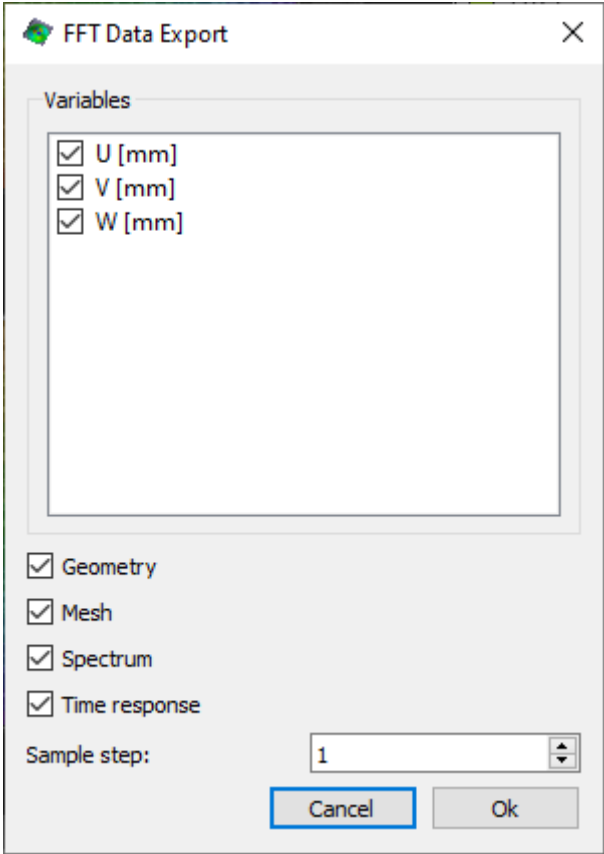 FFT Data Export
Variables
U [mm]
V [mm]
W [mm]
Geometry
Mesh
Spectrum
Time response
Sample step: 1
Cancel Ok